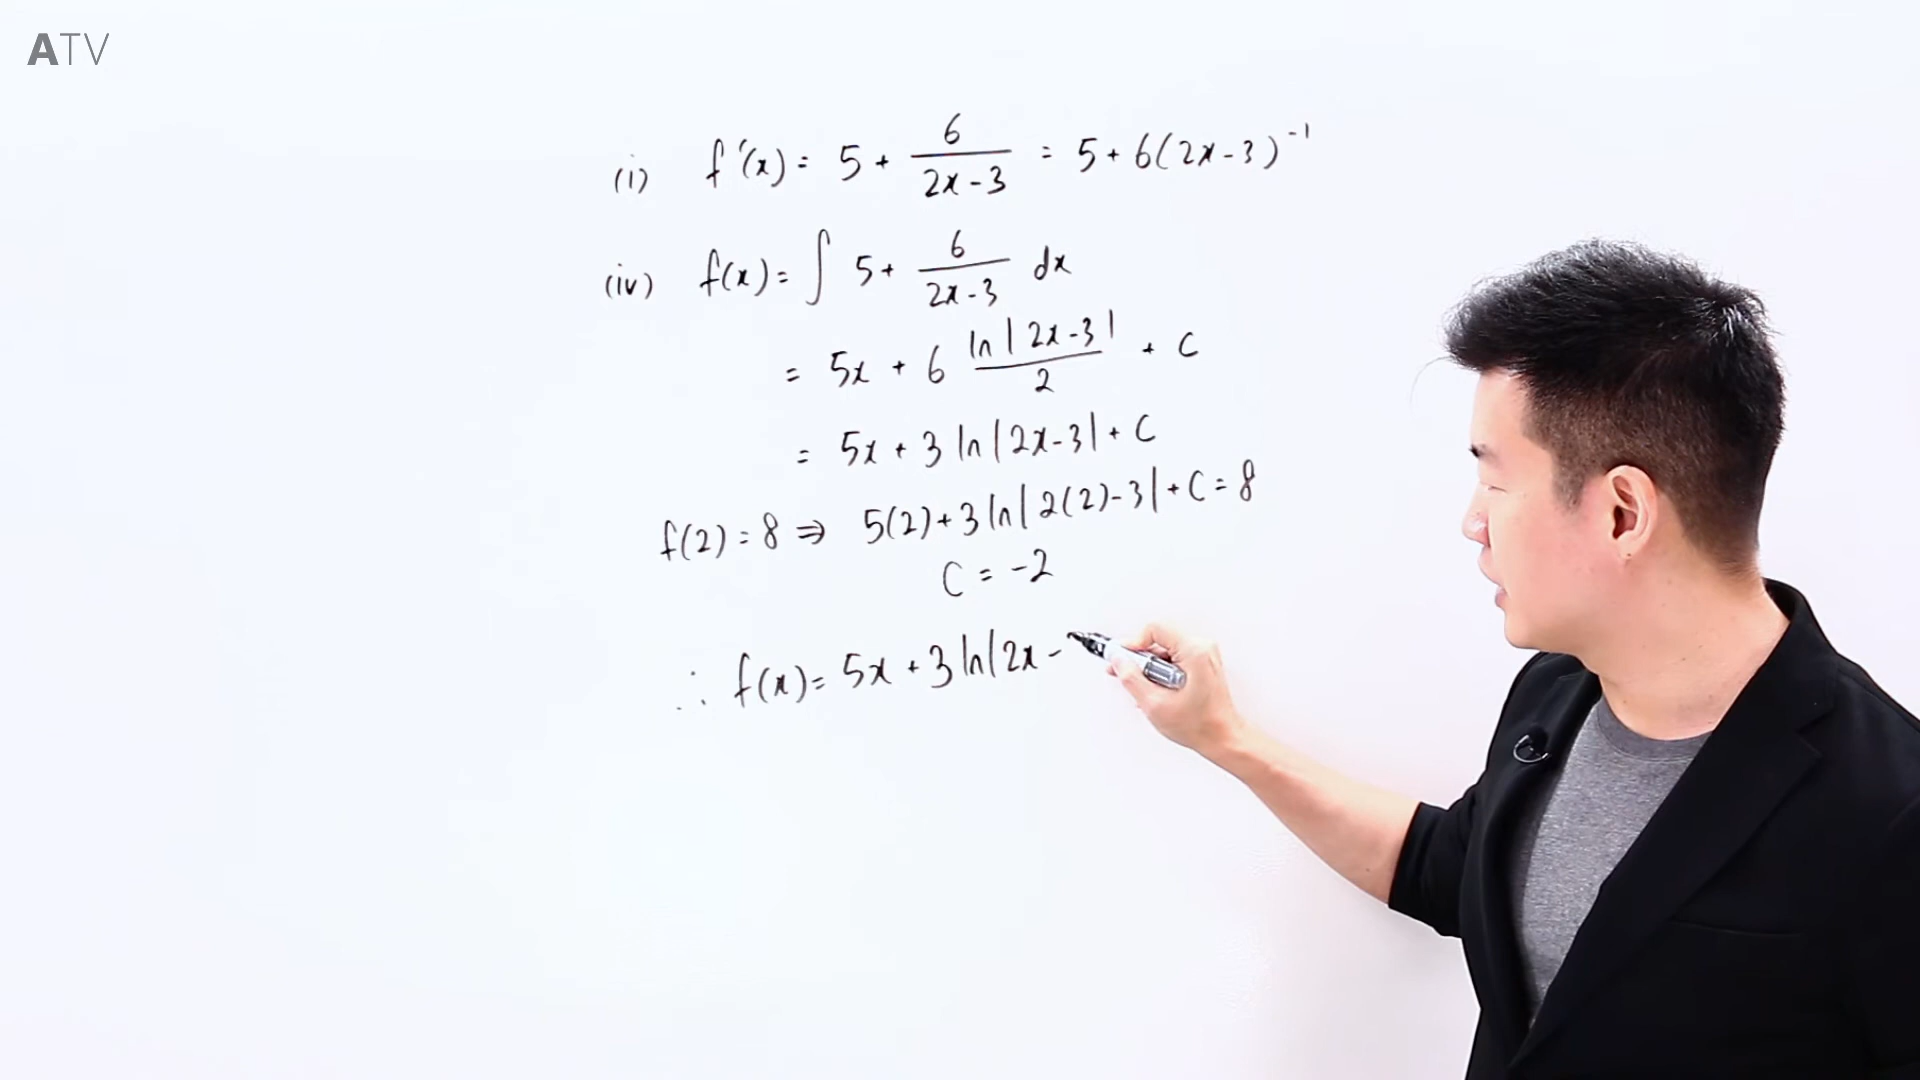 ATV
(i) f'(x) = 5 + 6/(2x-3) = 5 + 6(2x-3)⁻¹
(iv) f(x) = ∫ 5 + 6/(2x-3) dx
= 5x + 6 ln|2x-3|/2 + C
= 5x + 3 ln|2x-3| + C
f(2) = 8 ⇒ 5(2) + 3 ln|2(2)-3| + C = 8
C = -2
∴ f(x) = 5x + 3 ln|2x -